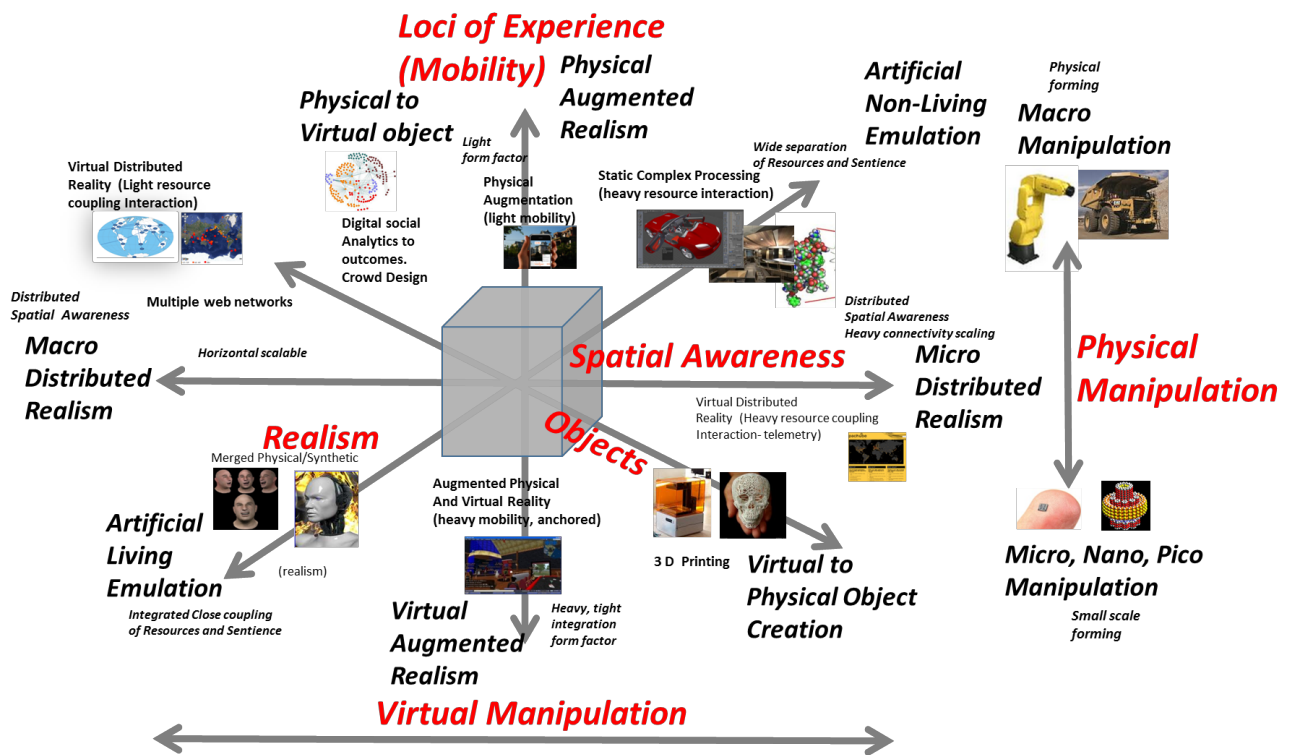 Loci of Experience
(Mobility)
Physical
Augmented
Realism
Artificial
Non-Living
Emulation
Physical
forming
Macro
Manipulation
Physical to
Virtual object
Light
form factor
Wide separation
of Resources and Sentience
Virtual Distributed
Reality (Light resource
coupling Interaction)
Physical
Augmentation
(light mobility)
Static Complex Processing
(heavy resource interaction)
Digital social
Analytics to
outcomes.
Crowd Design
Distributed
Spatial Awareness
Multiple web networks
Distributed
Spatial Awareness
Heavy connectivity scaling)
Macro
Distributed
Realism
Horizontal scalable
Spatial Awareness
Micro
Distributed
Realism
Physical
Manipulation
Realism
Merged Physical/Synthetic
Objects
Virtual Distributed
Reality (Heavy resource coupling
Interaction- telemetry)
Augmented Physical
And Virtual Reality
(heavy mobility, anchored)
Artificial
Living
Emulation
(realism)
Integrated Close coupling
of Resources and Sentience
3 D Printing
Virtual to
Physical Object
Creation
Micro, Nano, Pico
Manipulation
Small scale
forming
Virtual
Augmented
Realism
Heavy, tight
integration
form factor
Virtual Manipulation